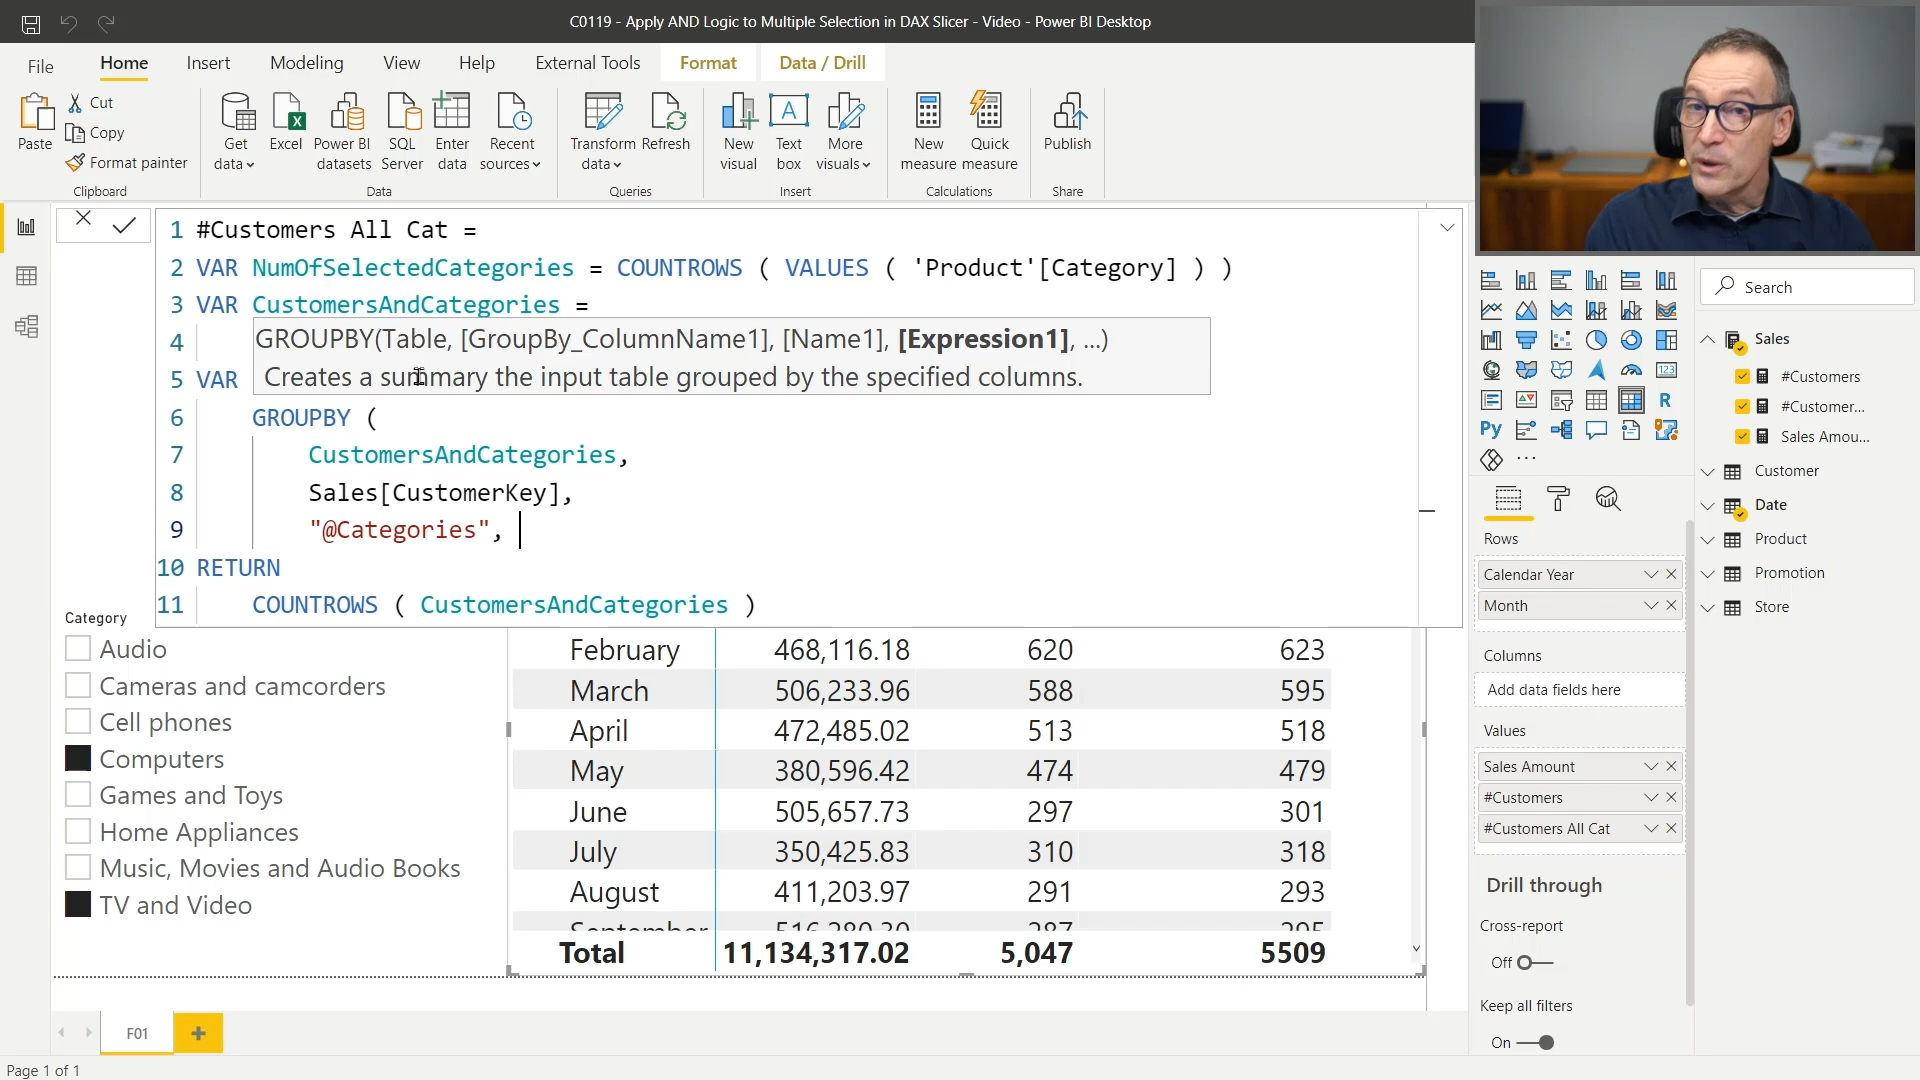 C0119 - Apply AND Logic to Multiple Selection in DAX Slicer - Video - Power BI Desktop
File Home Insert Modeling View Help External Tools Format Data / Drill
Paste
Cut
Copy
Format painter
Clipboard
Get data
Excel
Power BI datasets
SQL Server
Enter data
Recent sources
Data
Transform data
Refresh
Queries
New visual
Text box
More visuals
Insert
New measure
Quick measure
Calculations
Publish
Share
1 #Customers All Cat =
2 VAR NumOfSelectedCategories = COUNTROWS ( VALUES ( 'Product'[Category] ) )
3 VAR CustomersAndCategories =
4
GROUPBY(Table, [GroupBy_ColumnName1], [Name1], [Expression1], ...)
Creates a summary the input table grouped by the specified columns.
5 VAR
6 GROUPBY (
7 CustomersAndCategories,
8 Sales[CustomerKey],
9 "@Categories",
10 RETURN
11 COUNTROWS ( CustomersAndCategories )
Category
Audio
Cameras and camcorders
Cell phones
Computers
Games and Toys
Home Appliances
Music, Movies and Audio Books
TV and Video
February 468,116.18 620 623
March 506,233.96 588 595
April 472,485.02 513 518
May 380,596.42 474 479
June 505,657.73 297 301
July 350,425.83 310 318
August 411,203.97 291 293
September 516,280.30 287 295
Total 11,134,317.02 5,047 5509
F01
Page 1 of 1
123
R
Py
Rows
Calendar Year
Month
Columns
Add data fields here
Values
Sales Amount
#Customers
#Customers All Cat
Drill through
Cross-report
Off
Keep all filters
On
Search
Sales
#Customers
#Customer...
Sales Amou...
Customer
Date
Product
Promotion
Store